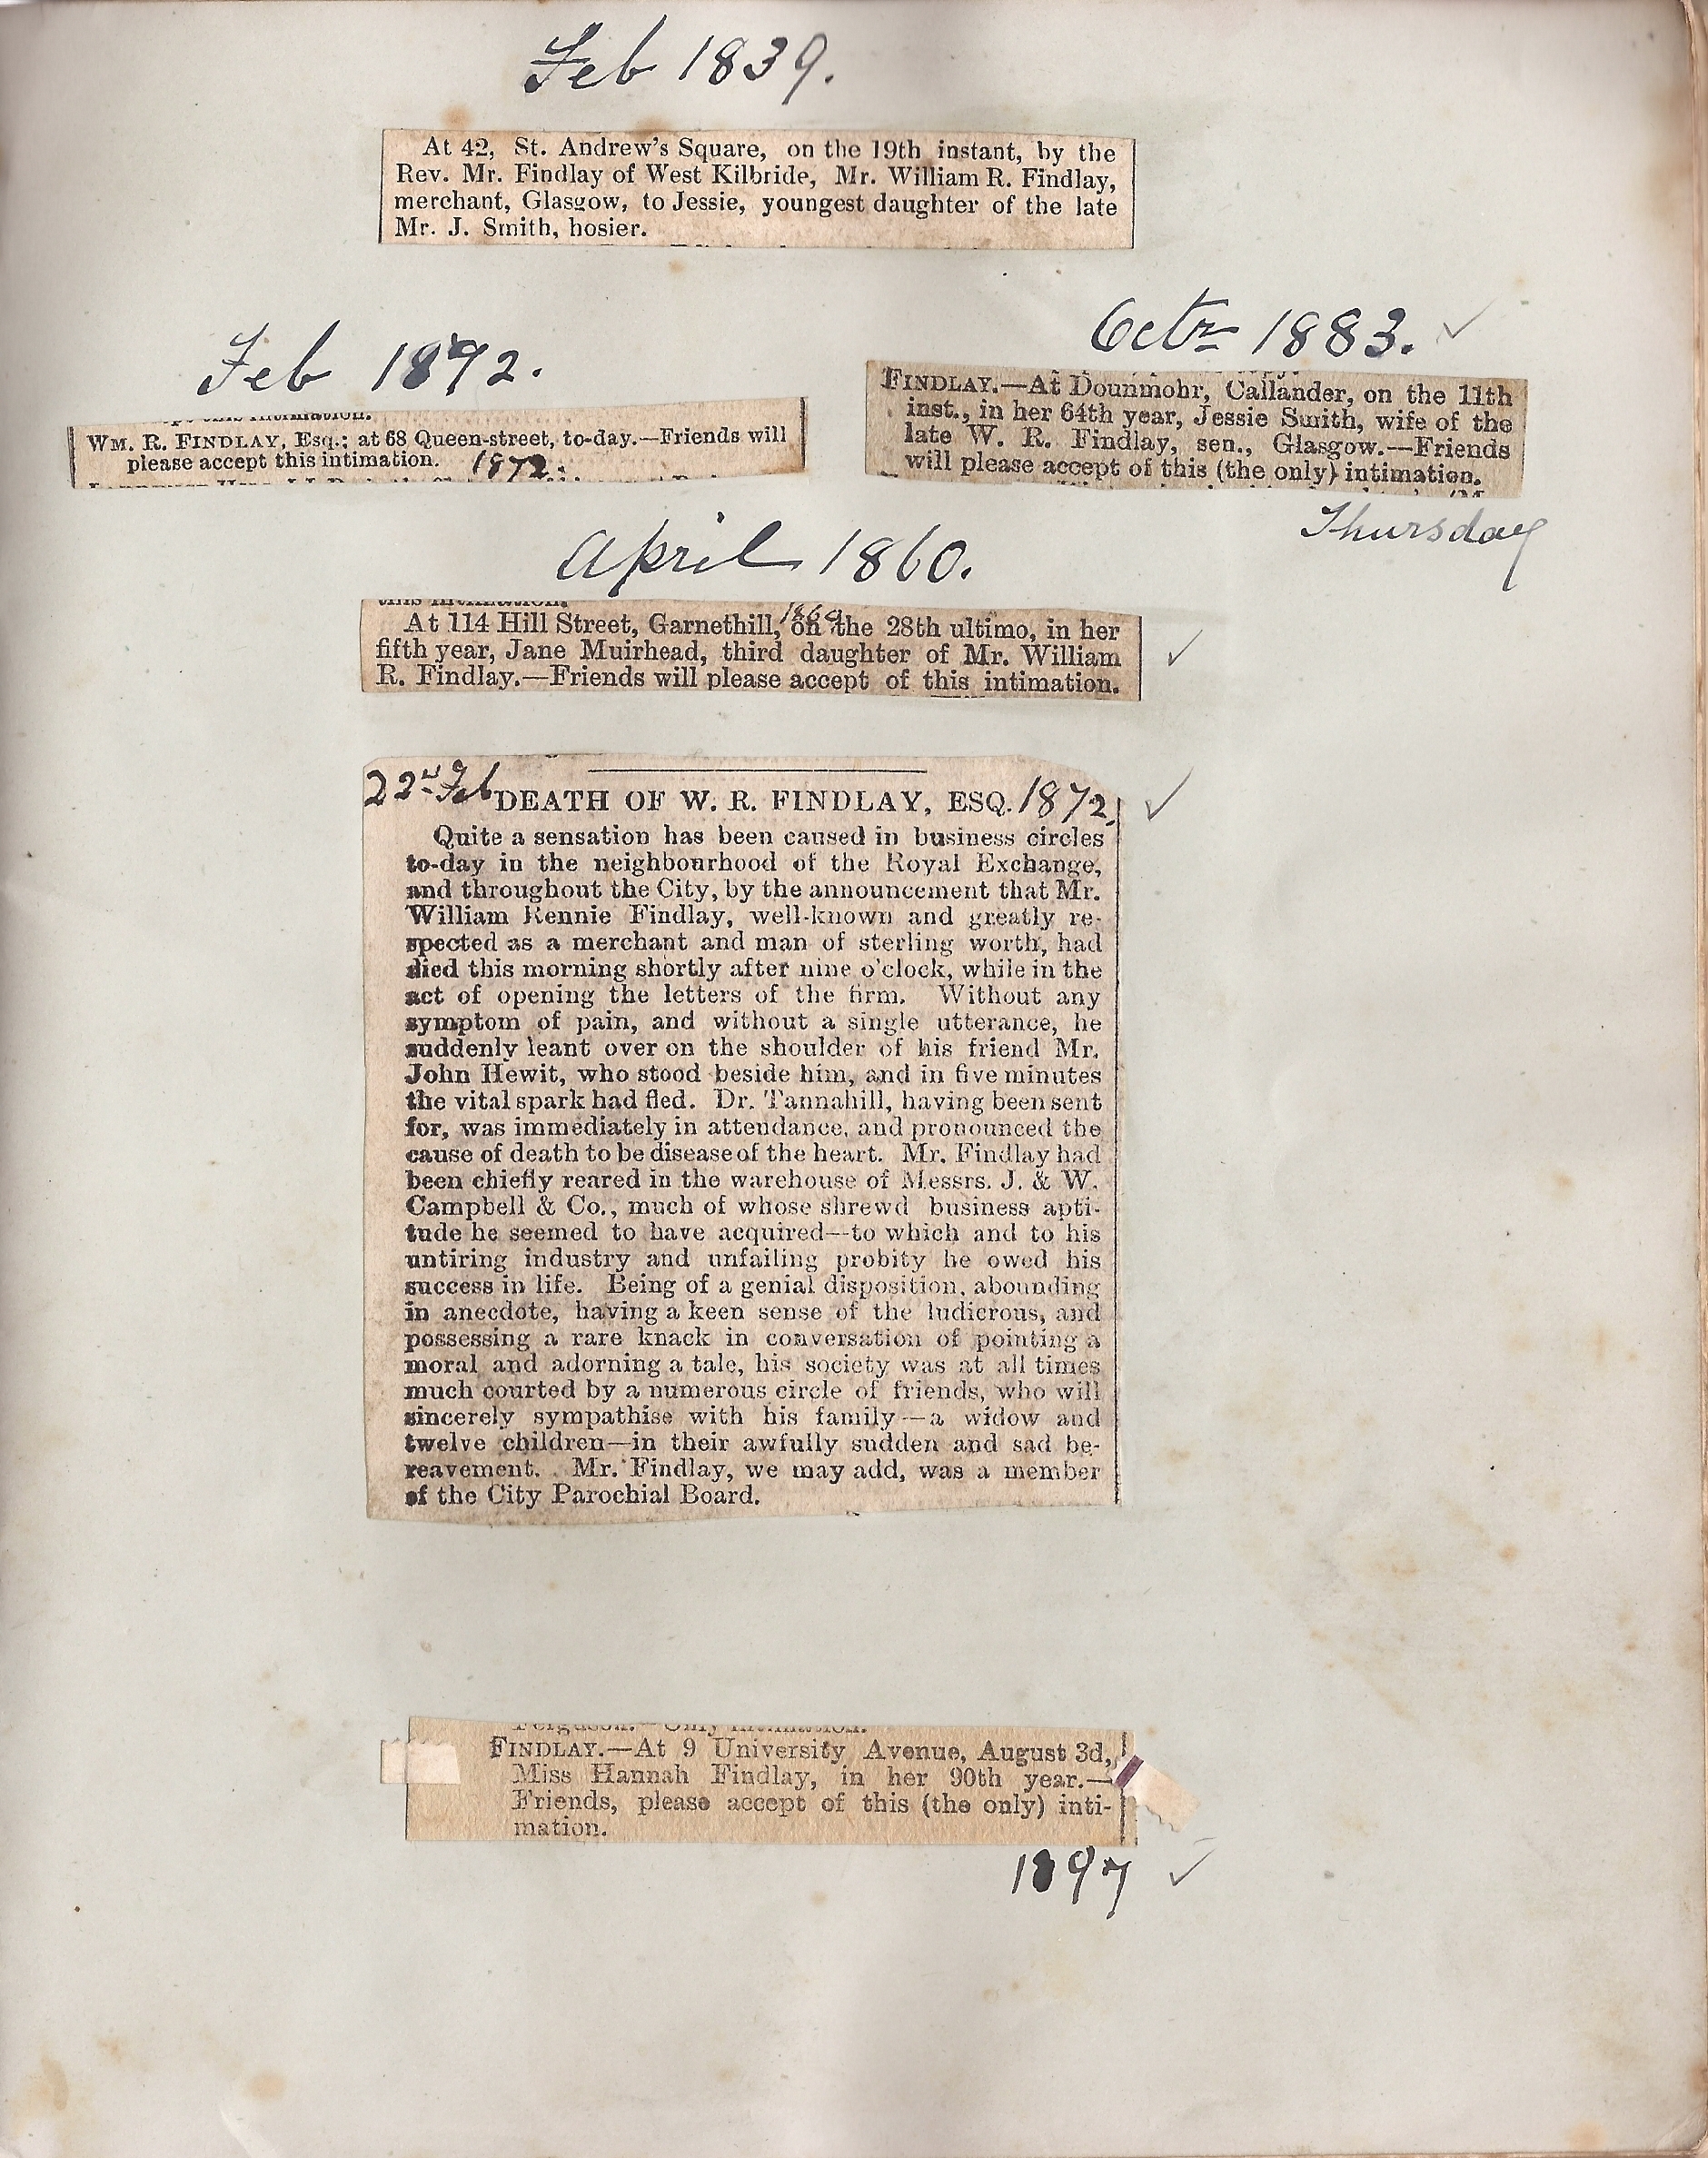 Feb 1839.
At 42, St. Andrew's Square, on the 19th instant, by the
Rev. Mr. Findlay of West Kilbride, Mr. William R. Findlay,
merchant, Glasgow, to Jessie, youngest daughter of the late
Mr. J. Smith, hosier.
Feb 1892.
this intimation.
WM. R. FINDLAY, Esq.; at 68 Queen-street, to-day.—Friends will
please accept this intimation. 1872.
Octr 1883.
FINDLAY.—At Dounmohr, Callander, on the 11th
inst., in her 64th year, Jessie Smith, wife of the
late W. R. Findlay, sen., Glasgow.—Friends
will please accept of this (the only) intimation.
Thursday
April 1860.
this intimation.
1860
At 114 Hill Street, Garnethill, on the 28th ultimo, in her
fifth year, Jane Muirhead, third daughter of Mr. William
R. Findlay.—Friends will please accept of this intimation.
22nd Feb DEATH OF W. R. FINDLAY, ESQ. 1872.
Quite a sensation has been caused in business circles
to-day in the neighbourhood of the Royal Exchange,
and throughout the City, by the announcement that Mr.
William Rennie Findlay, well-known and greatly re-
spected as a merchant and man of sterling worth, had
died this morning shortly after nine o'clock, while in the
act of opening the letters of the firm. Without any
symptom of pain, and without a single utterance, he
suddenly leant over on the shoulder of his friend Mr.
John Hewit, who stood beside him, and in five minutes
the vital spark had fled. Dr. Tannahill, having been sent
for, was immediately in attendance, and pronounced the
cause of death to be disease of the heart. Mr. Findlay had
been chiefly reared in the warehouse of Messrs. J. & W.
Campbell & Co., much of whose shrewd business apti-
tude he seemed to have acquired—to which and to his
untiring industry and unfailing probity he owed his
success in life. Being of a genial disposition, abounding
in anecdote, having a keen sense of the ludicrous, and
possessing a rare knack in conversation of pointing a
moral and adorning a tale, his society was at all times
much courted by a numerous circle of friends, who will
sincerely sympathise with his family—a widow and
twelve children—in their awfully sudden and sad be-
reavement. Mr. Findlay, we may add, was a member
of the City Parochial Board.
Ferguson.—Only intimation.
FINDLAY.—At 9 University Avenue, August 3d,
Miss Hannah Findlay, in her 90th year.—
Friends, please accept of this (the only) inti-
mation.
1897